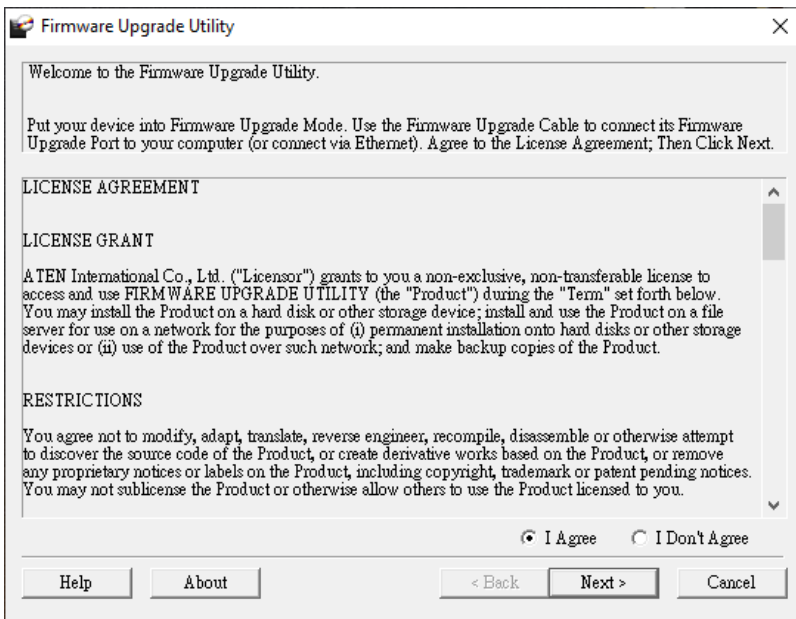 Firmware Upgrade Utility
Welcome to the Firmware Upgrade Utility.
Put your device into Firmware Upgrade Mode. Use the Firmware Upgrade Cable to connect its Firmware
Upgrade Port to your computer (or connect via Ethernet). Agree to the License Agreement; Then Click Next.
LICENSE AGREEMENT
LICENSE GRANT
ATEN International Co., Ltd. ("Licensor") grants to you a non-exclusive, non-transferable license to
access and use FIRMWARE UPGRADE UTILITY (the "Product") during the "Term" set forth below.
You may install the Product on a hard disk or other storage device; install and use the Product on a file
server for use on a network for the purposes of (i) permanent installation onto hard disks or other storage
devices or (ii) use of the Product over such network; and make backup copies of the Product.
RESTRICTIONS
You agree not to modify, adapt, translate, reverse engineer, recompile, disassemble or otherwise attempt
to discover the source code of the Product, or create derivative works based on the Product, or remove
any proprietary notices or labels on the Product, including copyright, trademark or patent pending notices.
You may not sublicense the Product or otherwise allow others to use the Product licensed to you.
I Agree I Don't Agree
Help About < Back Next > Cancel